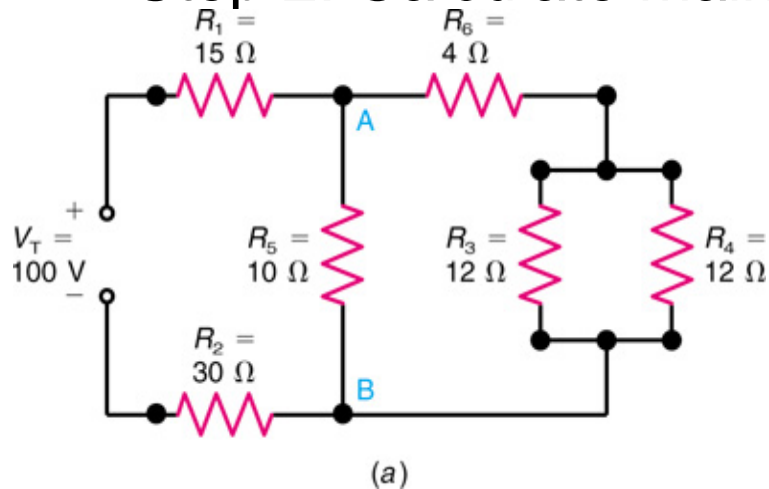 R1 =
15 Ω
R6 =
4 Ω
A
+
VT =
100 V
−
R5 =
10 Ω
R3 =
12 Ω
R4 =
12 Ω
R2 =
30 Ω
B
(a)